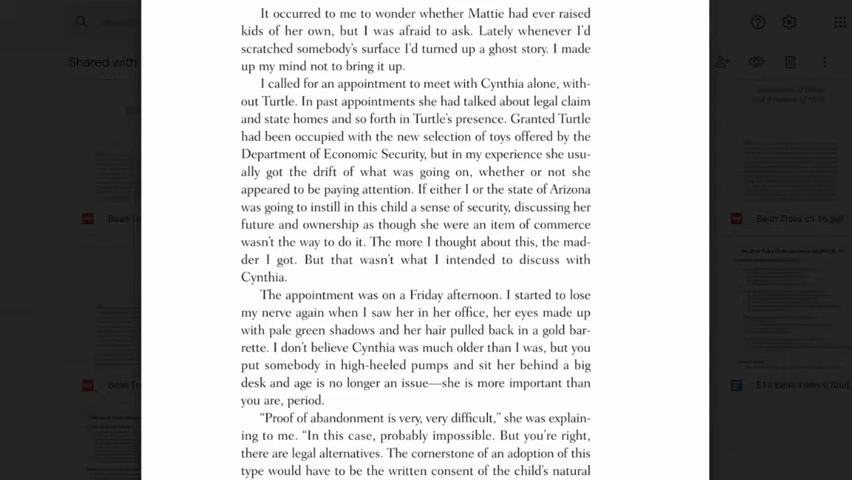 It occurred to me to wonder whether Mattie had ever raised
kids of her own, but I was afraid to ask. Lately whenever I'd
scratched somebody's surface I'd turned up a ghost story. I made
up my mind not to bring it up.
I called for an appointment to meet with Cynthia alone, with-
out Turtle. In past appointments she had talked about legal claim
and state homes and so forth in Turtle's presence. Granted Turtle
had been occupied with the new selection of toys offered by the
Department of Economic Security, but in my experience she usu-
ally got the drift of what was going on, whether or not she
appeared to be paying attention. If either I or the state of Arizona
was going to instill in this child a sense of security, discussing her
future and ownership as though she were an item of commerce
wasn't the way to do it. The more I thought about this, the mad-
der I got. But that wasn't what I intended to discuss with
Cynthia.
The appointment was on a Friday afternoon. I started to lose
my nerve again when I saw her in her office, her eyes made up
with pale green shadows and her hair pulled back in a gold bar-
rette. I don't believe Cynthia was much older than I was, but you
put somebody in high-heeled pumps and sit her behind a big
desk and age is no longer an issue—she is more important than
you are, period.
"Proof of abandonment is very, very difficult," she was explain-
ing to me. "In this case, probably impossible. But you're right,
there are legal alternatives. The cornerstone of an adoption of this
type would have to be the written consent of the child's natural
Shared with
Bean Tr
Bean Trees ch 16.pdf
Bean Tr